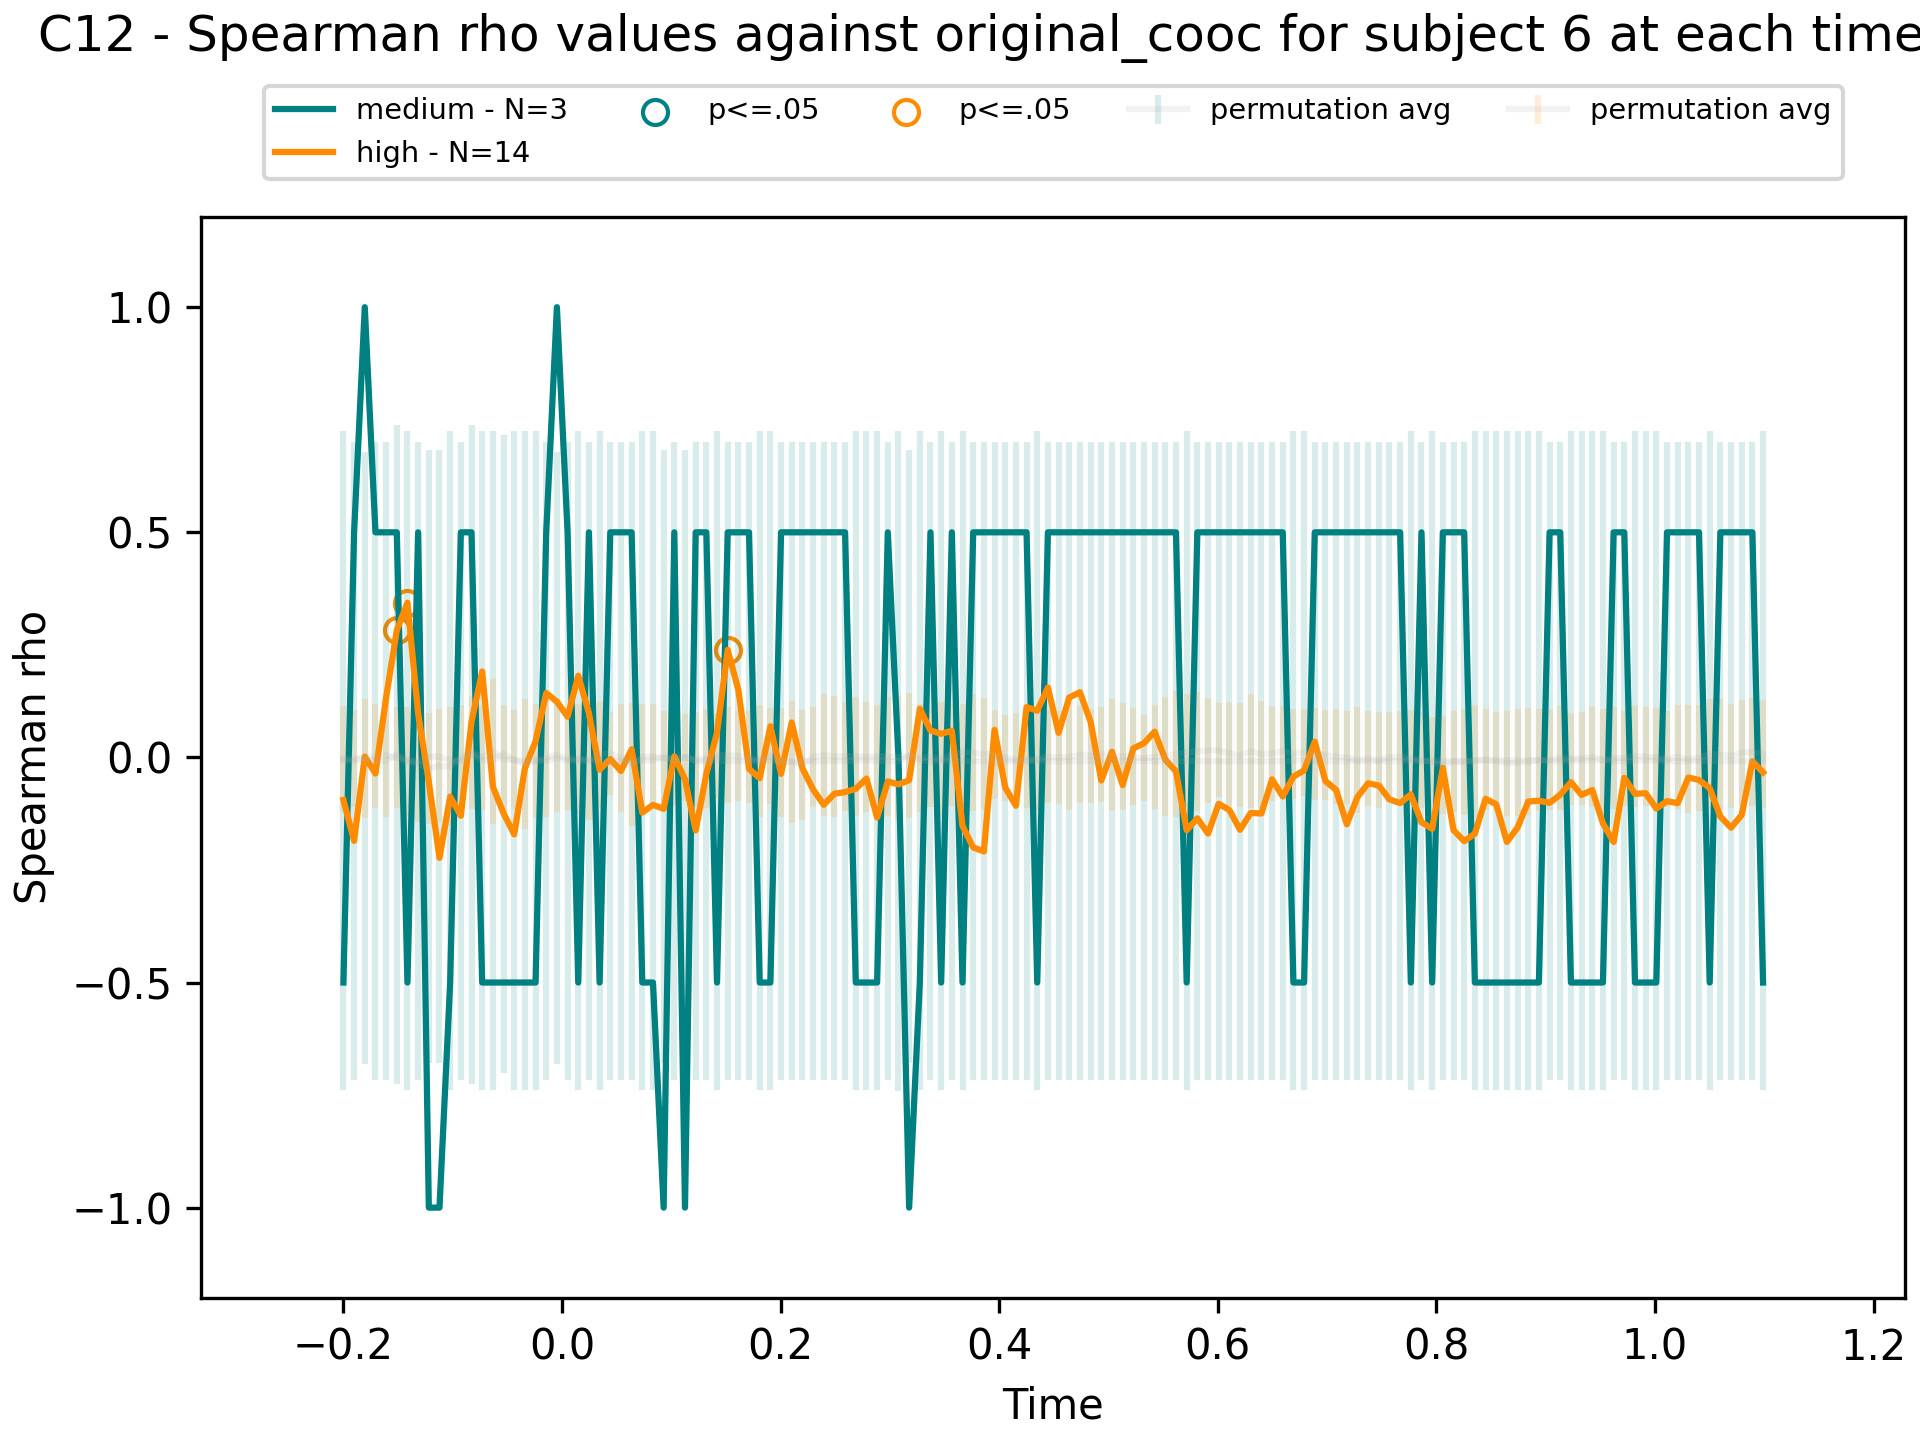 C12 - Spearman rho values against original_cooc for subject 6 at each time
medium - N=3
high - N=14
p<=.05
p<=.05
permutation avg
permutation avg
Spearman rho
1.0
0.5
0.0
−0.5
−1.0
−0.2 0.0 0.2 0.4 0.6 0.8 1.0 1.2
Time